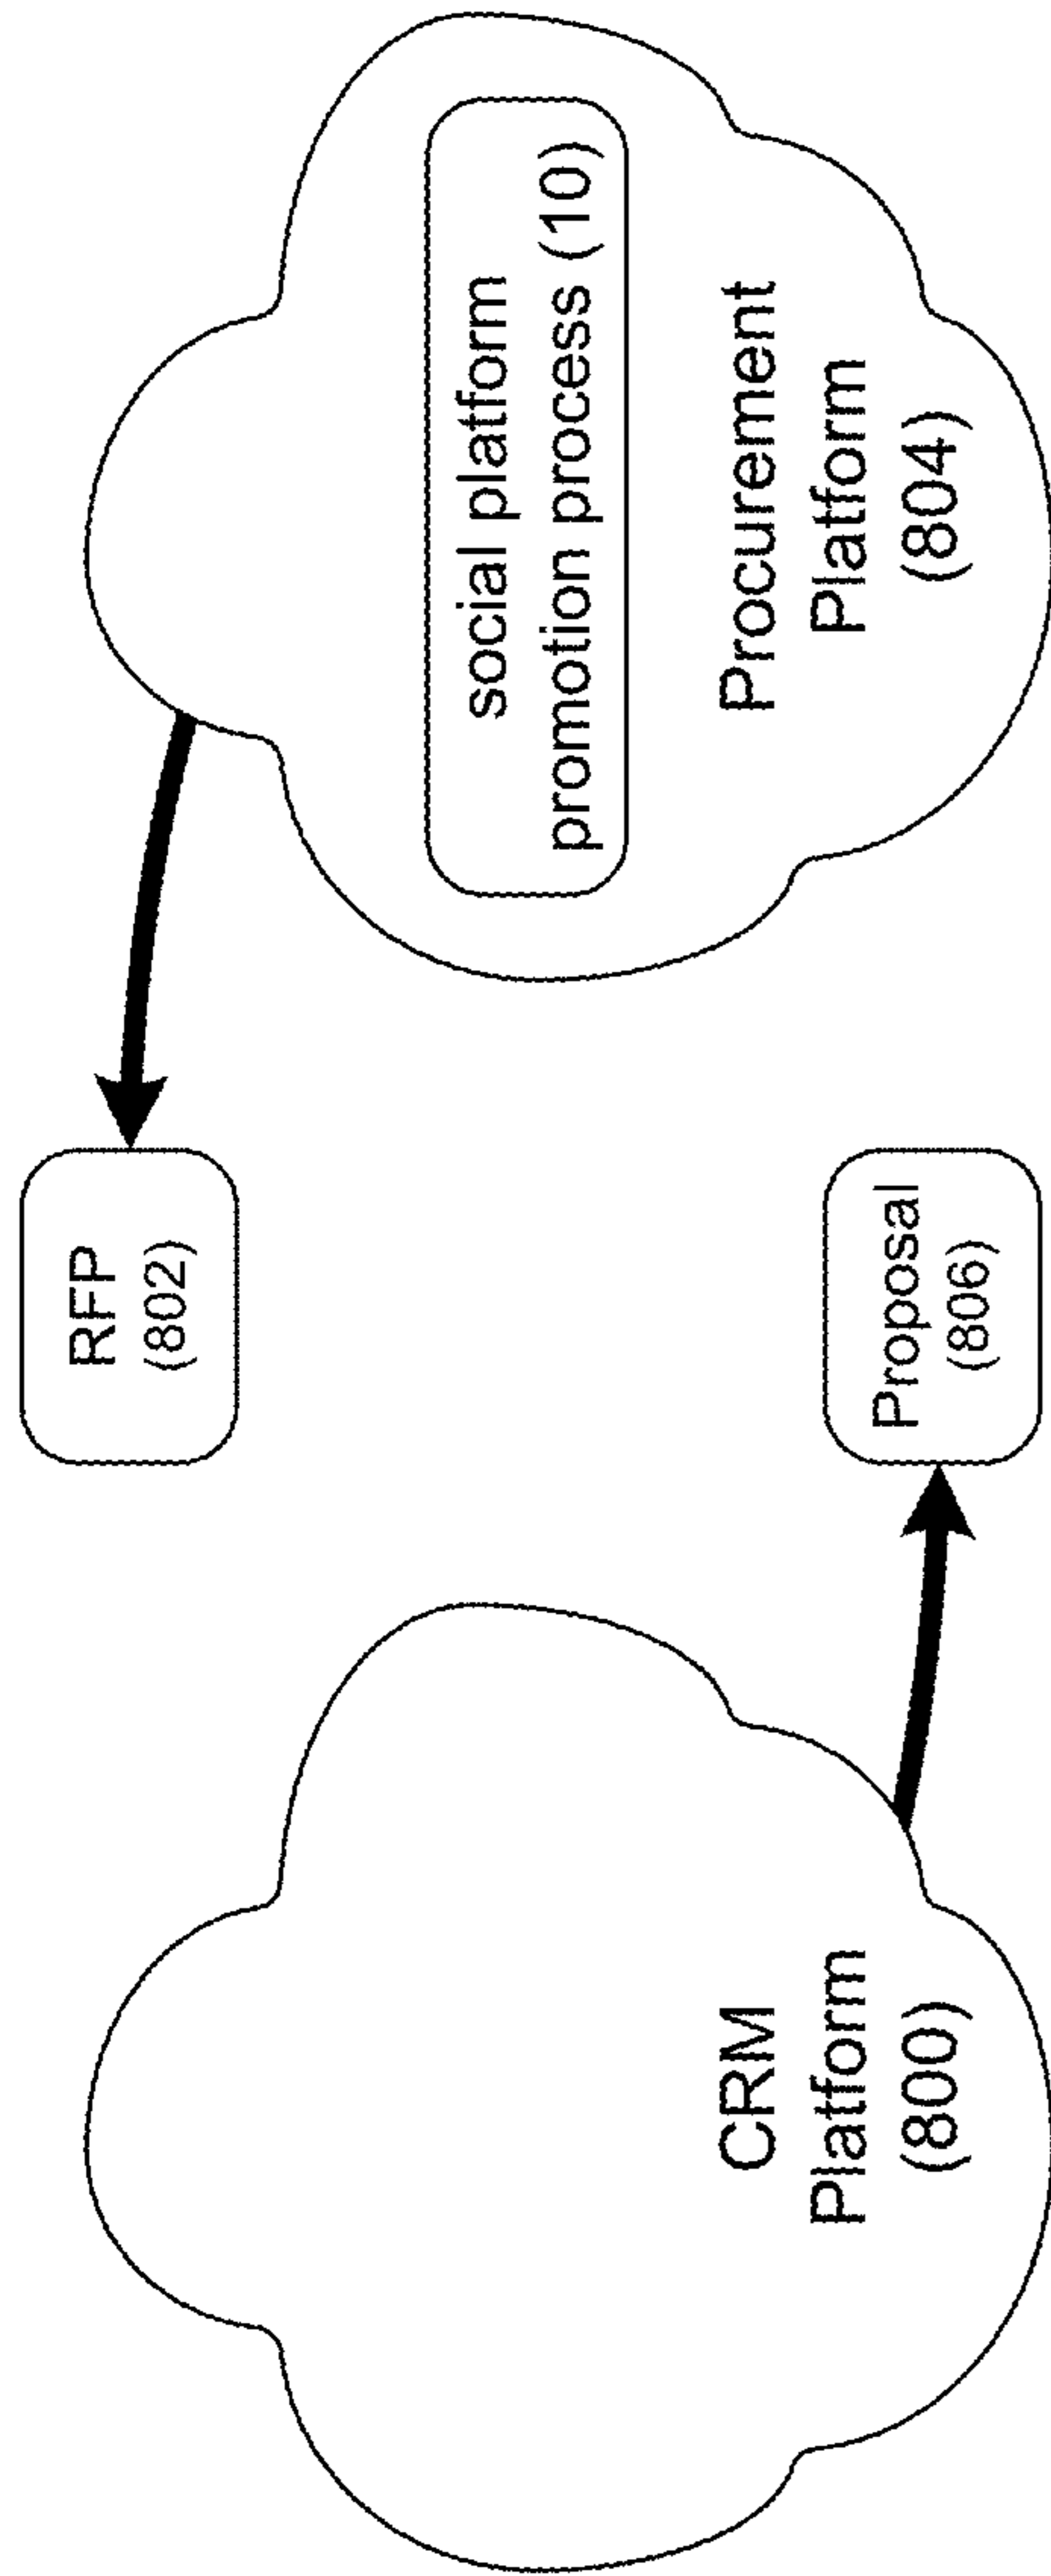 RFP
(802)
social platform
promotion process (10)
Procurement
Platform
(804)
CRM
Platform
(800)
Proposal
(806)